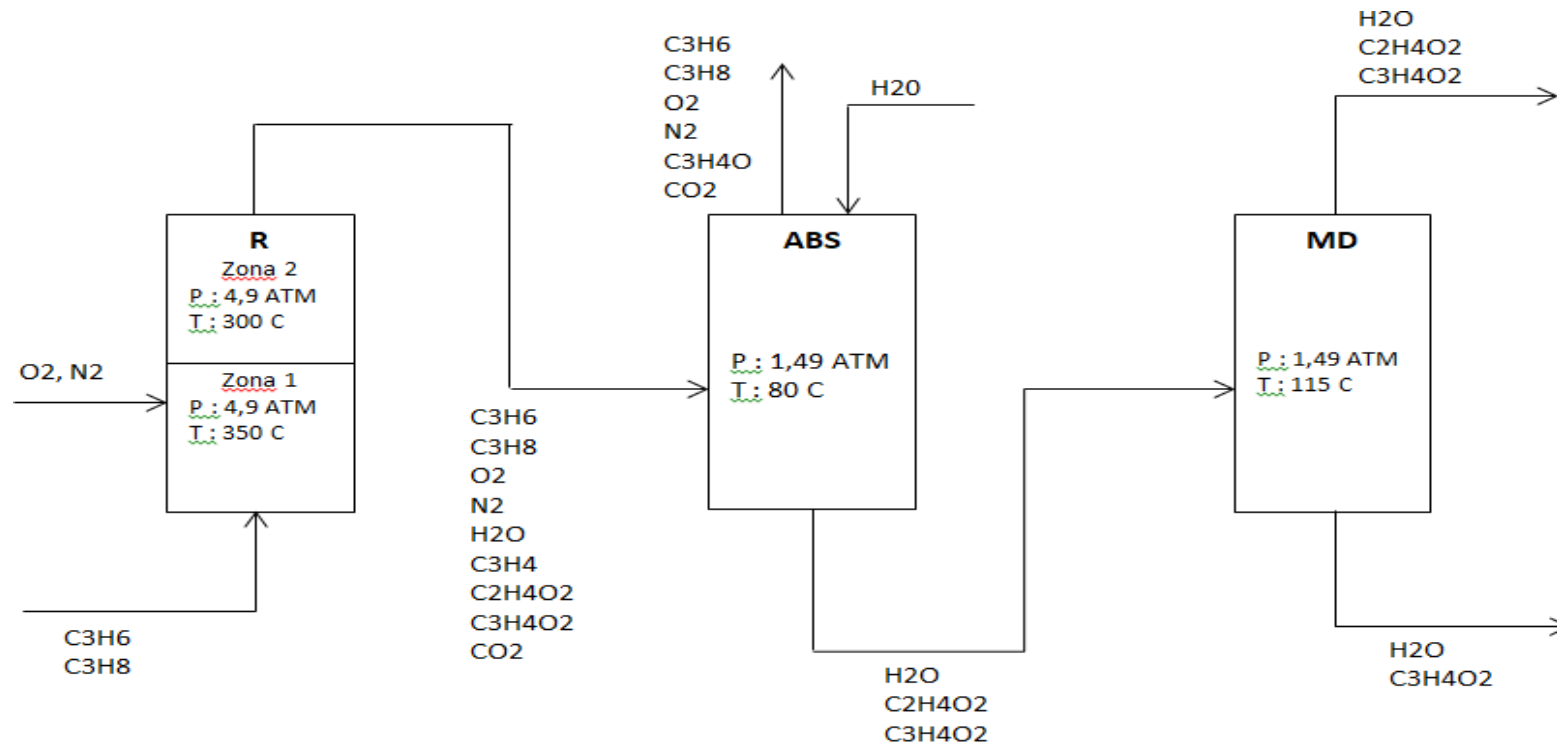 O2, N2
C3H6
C3H8
R
Zona 2
P : 4,9 ATM
T : 300 C
Zona 1
P : 4,9 ATM
T : 350 C
C3H6
C3H8
O2
N2
H2O
C3H4
C2H4O2
C3H4O2
CO2
C3H6
C3H8
O2
N2
C3H4O
CO2
H20
ABS
P : 1,49 ATM
T : 80 C
H2O
C2H4O2
C3H4O2
H2O
C2H4O2
C3H4O2
MD
P : 1,49 ATM
T : 115 C
H2O
C3H4O2